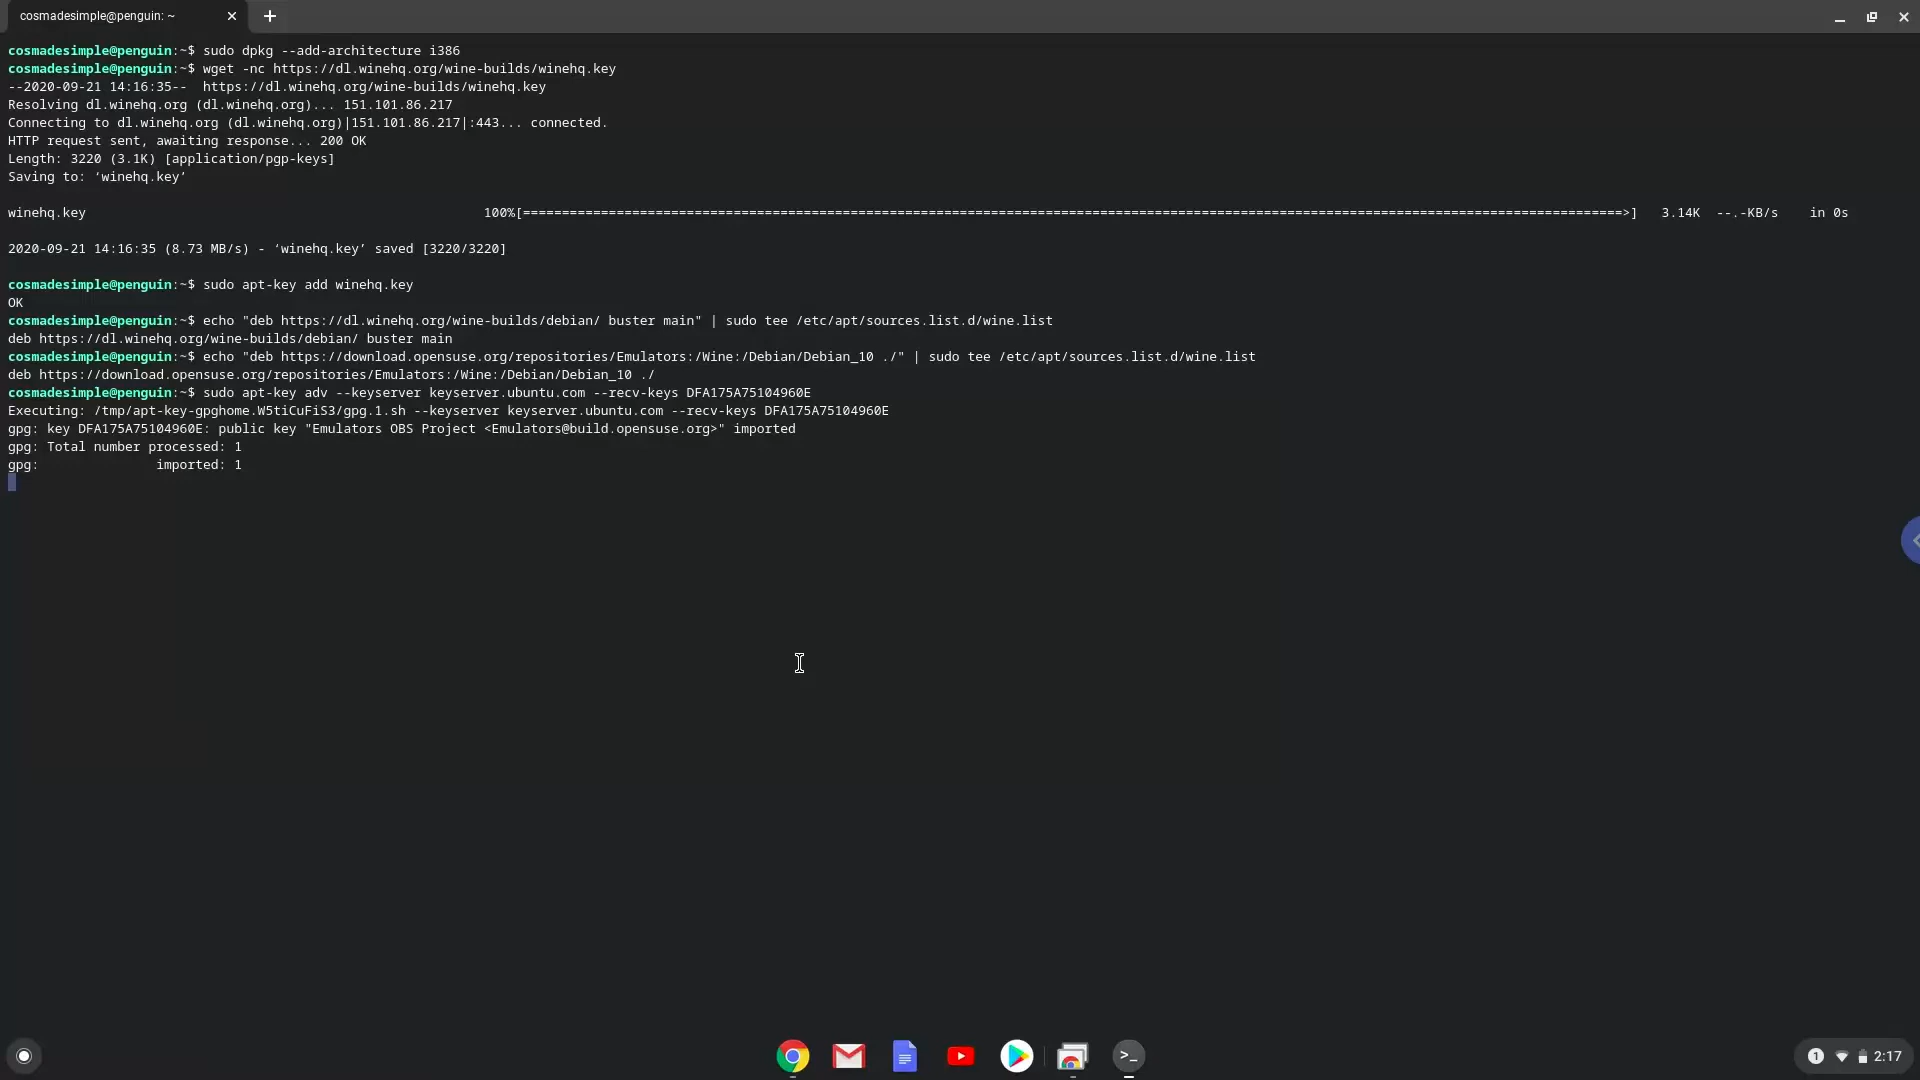 cosmadesimple@penguin: ~
cosmadesimple@penguin:~$ sudo dpkg --add-architecture i386
cosmadesimple@penguin:~$ wget -nc https://dl.winehq.org/wine-builds/winehq.key
--2020-09-21 14:16:35--  https://dl.winehq.org/wine-builds/winehq.key
Resolving dl.winehq.org (dl.winehq.org)... 151.101.86.217
Connecting to dl.winehq.org (dl.winehq.org)|151.101.86.217|:443... connected.
HTTP request sent, awaiting response... 200 OK
Length: 3220 (3.1K) [application/pgp-keys]
Saving to: ‘winehq.key’
winehq.key 100%[=============================================================================================================================================>] 3.14K --.-KB/s in 0s
2020-09-21 14:16:35 (8.73 MB/s) - ‘winehq.key’ saved [3220/3220]
cosmadesimple@penguin:~$ sudo apt-key add winehq.key
OK
cosmadesimple@penguin:~$ echo "deb https://dl.winehq.org/wine-builds/debian/ buster main" | sudo tee /etc/apt/sources.list.d/wine.list
deb https://dl.winehq.org/wine-builds/debian/ buster main
cosmadesimple@penguin:~$ echo "deb https://download.opensuse.org/repositories/Emulators:/Wine:/Debian/Debian_10 ./" | sudo tee /etc/apt/sources.list.d/wine.list
deb https://download.opensuse.org/repositories/Emulators:/Wine:/Debian/Debian_10 ./
cosmadesimple@penguin:~$ sudo apt-key adv --keyserver keyserver.ubuntu.com --recv-keys DFA175A75104960E
Executing: /tmp/apt-key-gpghome.W5tiCuFiS3/gpg.1.sh --keyserver keyserver.ubuntu.com --recv-keys DFA175A75104960E
gpg: key DFA175A75104960E: public key "Emulators OBS Project <Emulators@build.opensuse.org>" imported
gpg: Total number processed: 1
gpg:               imported: 1
1 2:17